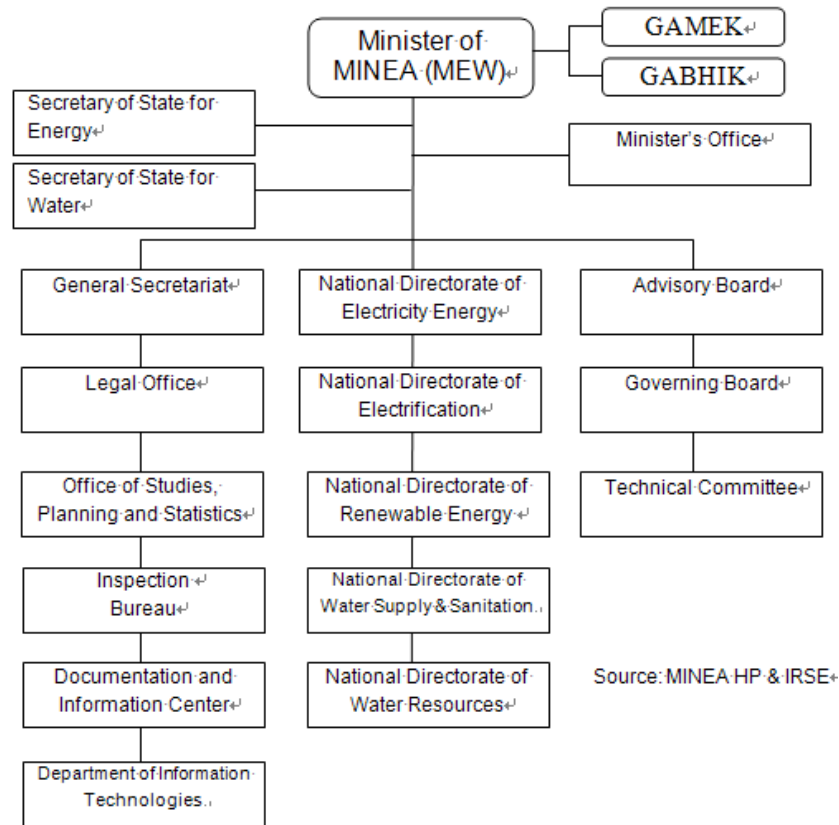 Minister of
MINEA (MEW)
GAMEK
GABHIK
Secretary of State for
Energy
Minister's Office
Secretary of State for
Water
General Secretariat
National Directorate of
Electricity Energy
Advisory Board
Legal Office
National Directorate of
Electrification
Governing Board
Office of Studies,
Planning and Statistics
National Directorate of
Renewable Energy
Technical Committee
Inspection
Bureau
National Directorate of
Water Supply & Sanitation
Documentation and
Information Center
National Directorate of
Water Resources
Source: MINEA HP & IRSE
Department of Information
Technologies